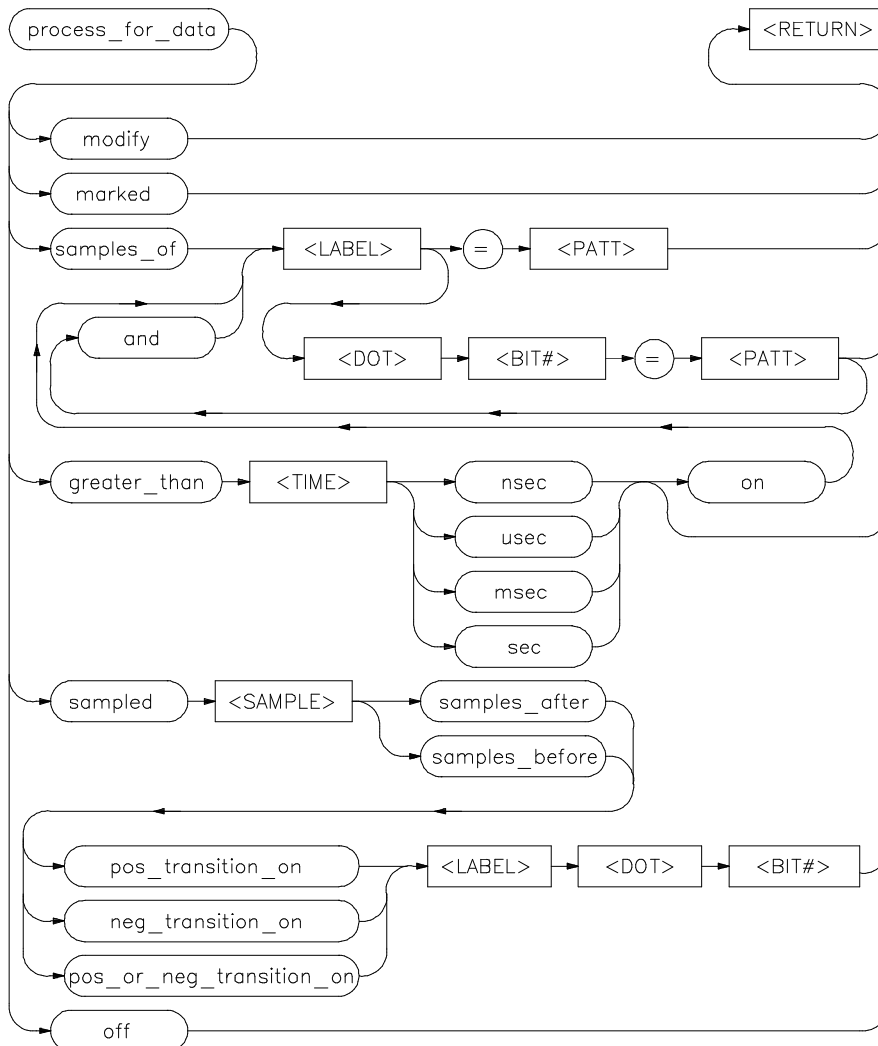 process_for_data <RETURN>
modify
marked
samples_of <LABEL> = <PATT>
and
<DOT> <BIT#> = <PATT>
greater_than <TIME> nsec on
usec
msec
sec
sampled <SAMPLE> samples_after
samples_before
pos_transition_on <LABEL> <DOT> <BIT#>
neg_transition_on
pos_or_neg_transition_on
off